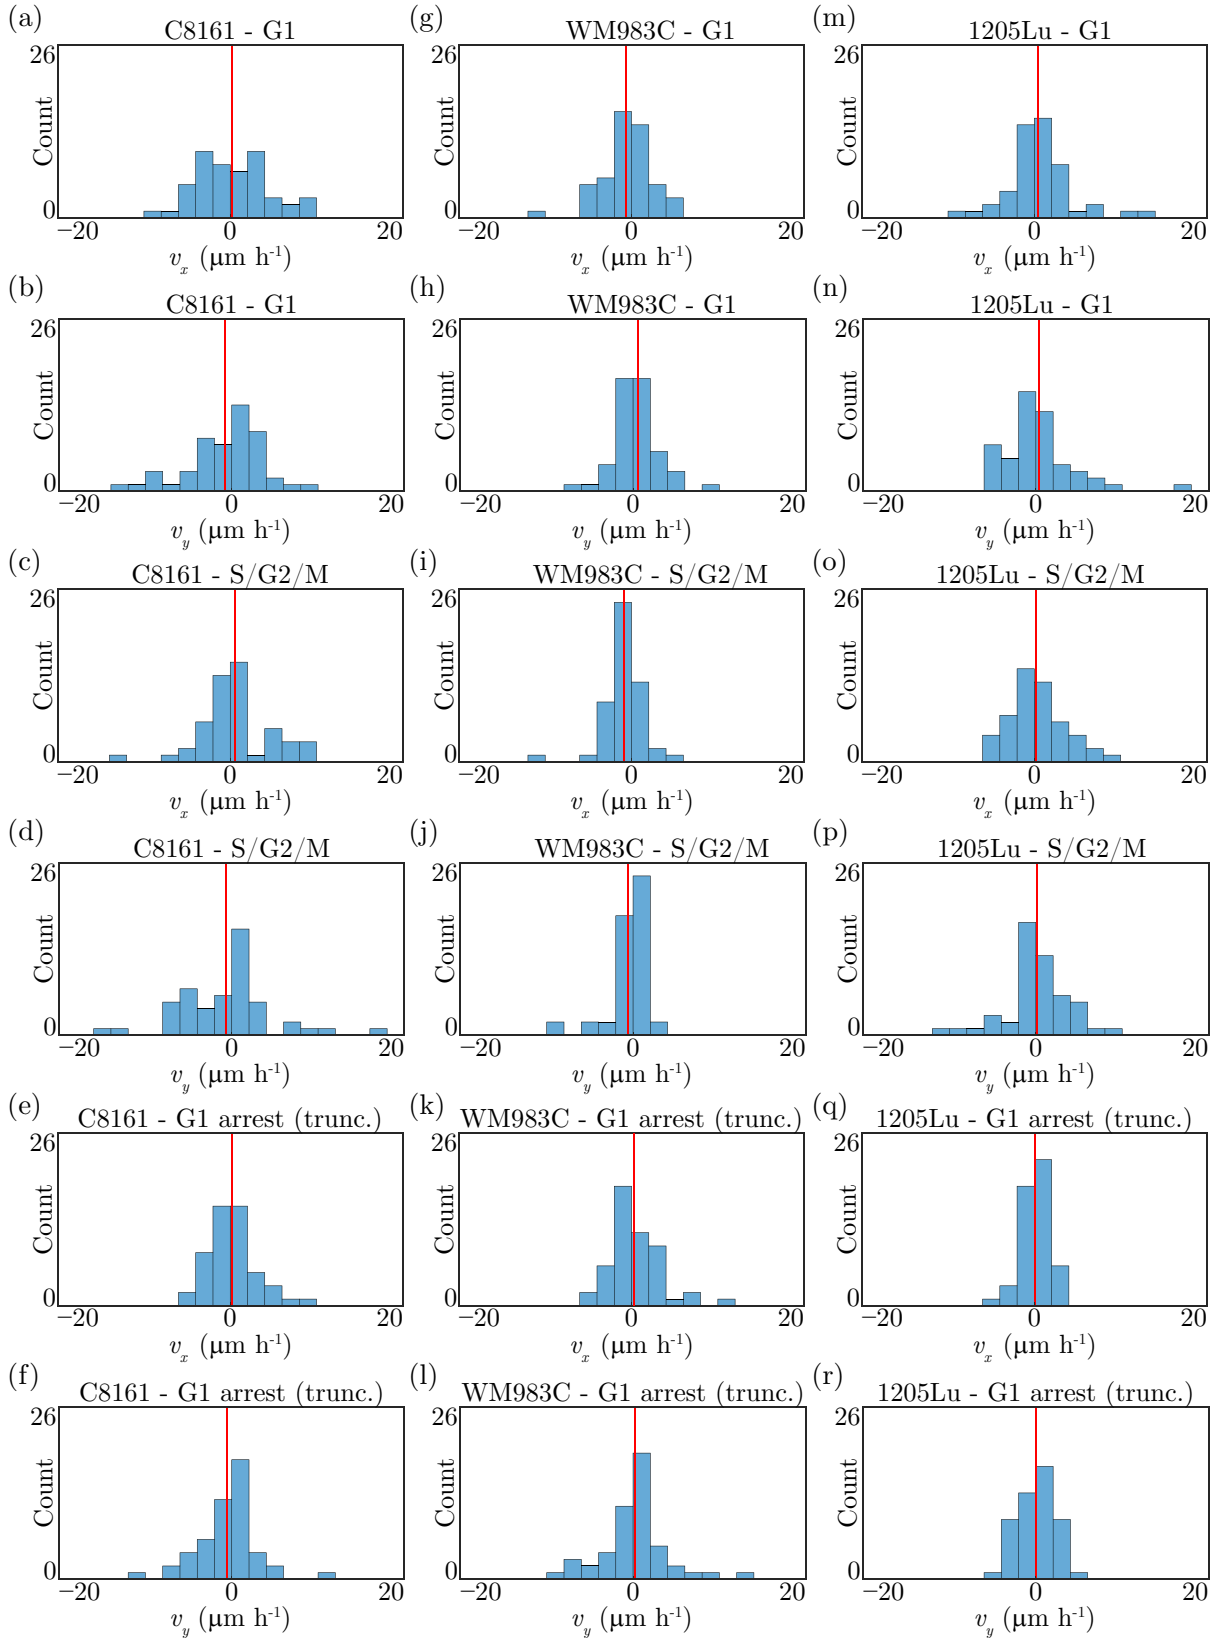 (a)
C8161 - G1
26
Count
0
−20 0 20
vx (μm h-1)
(g)
WM983C - G1
26
Count
0
−20 0 20
vx (μm h-1)
(m)
1205Lu - G1
26
Count
0
−20 0 20
vx (μm h-1)
(b)
C8161 - G1
26
Count
0
−20 0 20
vy (μm h-1)
(h)
WM983C - G1
26
Count
0
−20 0 20
vy (μm h-1)
(n)
1205Lu - G1
26
Count
0
−20 0 20
vy (μm h-1)
(c)
C8161 - S/G2/M
26
Count
0
−20 0 20
vx (μm h-1)
(i)
WM983C - S/G2/M
26
Count
0
−20 0 20
vx (μm h-1)
(o)
1205Lu - S/G2/M
26
Count
0
−20 0 20
vx (μm h-1)
(d)
C8161 - S/G2/M
26
Count
0
−20 0 20
vy (μm h-1)
(j)
WM983C - S/G2/M
26
Count
0
−20 0 20
vy (μm h-1)
(p)
1205Lu - S/G2/M
26
Count
0
−20 0 20
vy (μm h-1)
(e)
C8161 - G1 arrest (trunc.)
26
Count
0
−20 0 20
vx (μm h-1)
(k)
WM983C - G1 arrest (trunc.)
26
Count
0
−20 0 20
vx (μm h-1)
(q)
1205Lu - G1 arrest (trunc.)
26
Count
0
−20 0 20
vx (μm h-1)
(f)
C8161 - G1 arrest (trunc.)
26
Count
0
−20 0 20
vy (μm h-1)
(l)
WM983C - G1 arrest (trunc.)
26
Count
0
−20 0 20
vy (μm h-1)
(r)
1205Lu - G1 arrest (trunc.)
26
Count
0
−20 0 20
vy (μm h-1)